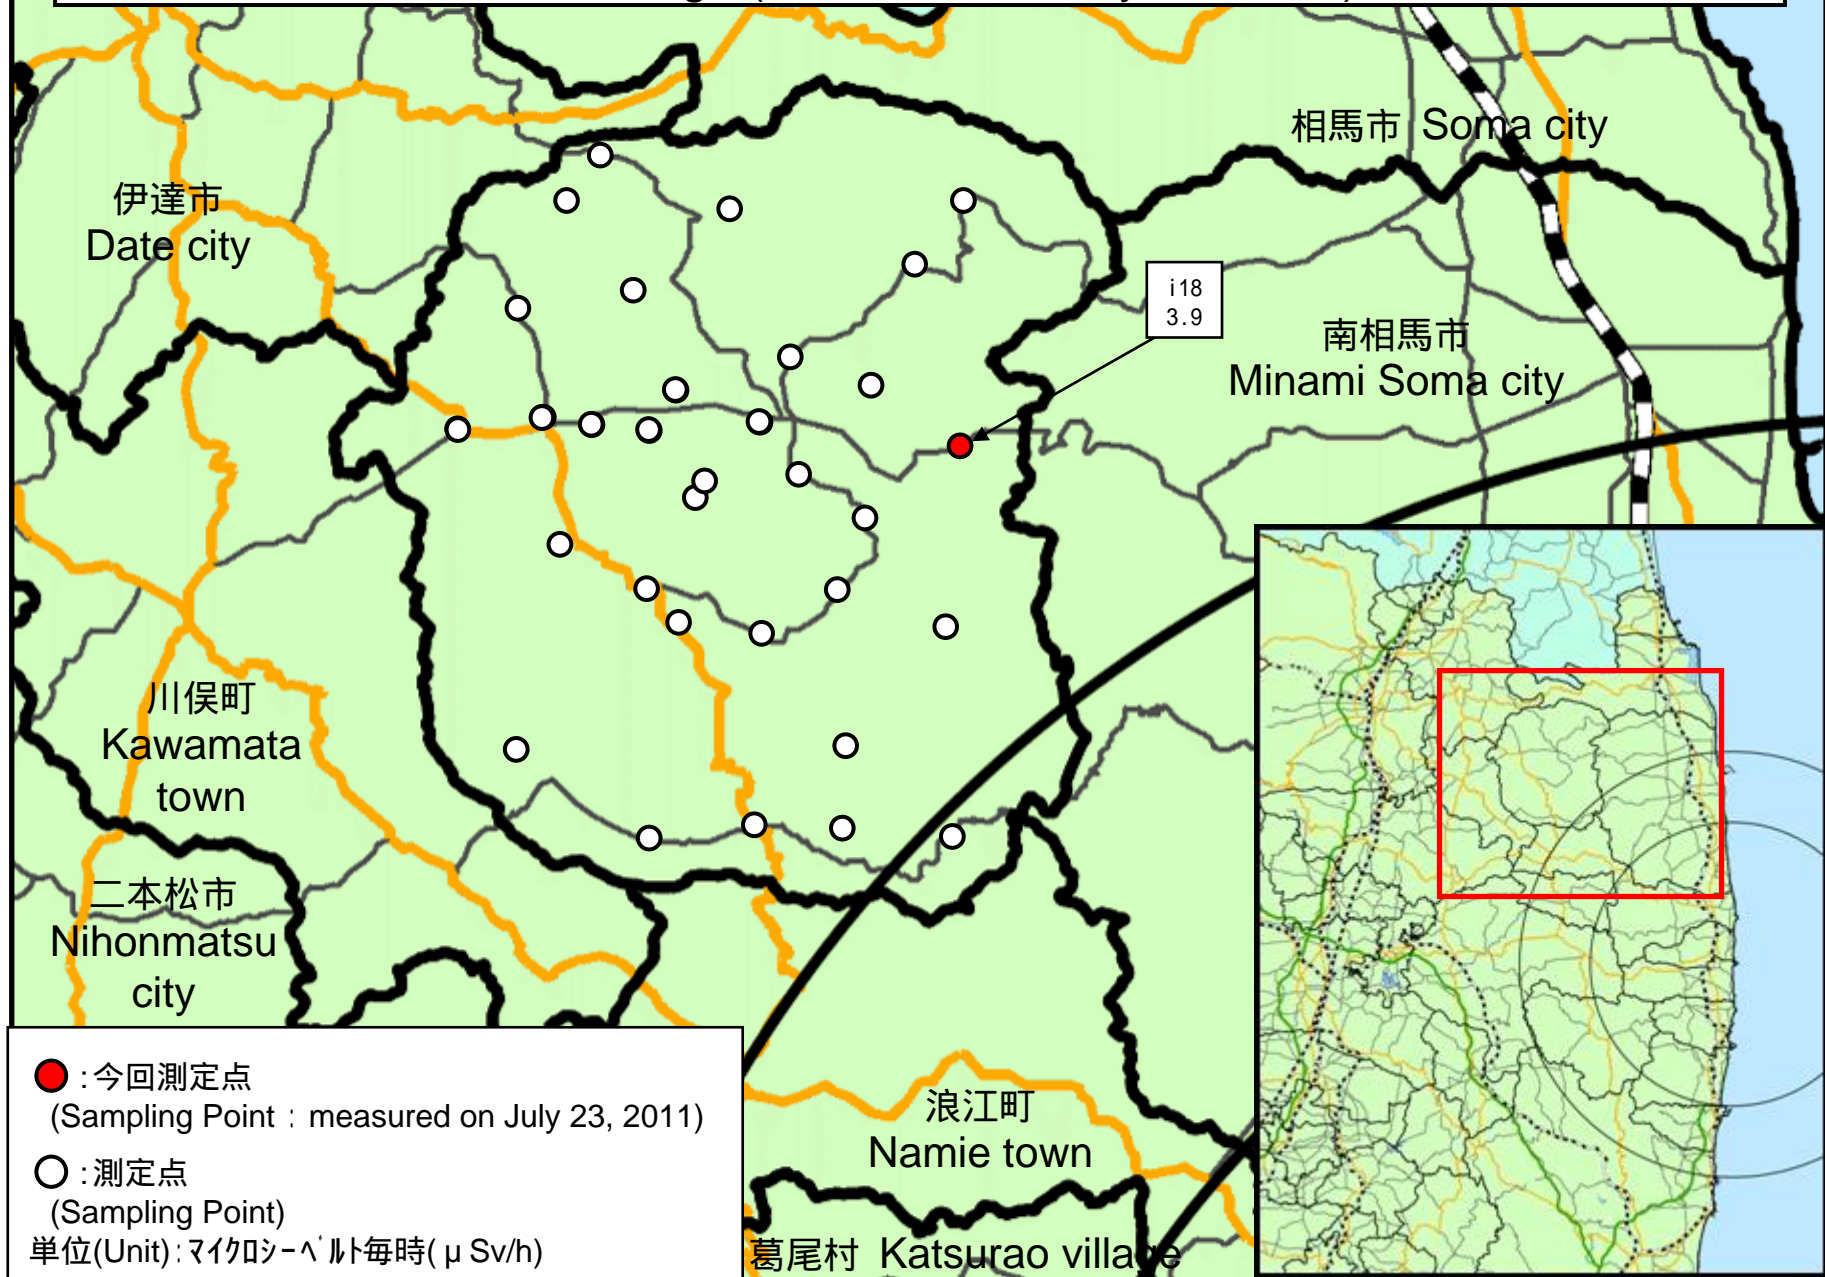 相馬市 Soma city
伊達市
Date city
i18
3.9
南相馬市
Minami Soma city
川俣町
Kawamata
town
二本松市
Nihonmatsu
city
:今回測定点
(Sampling Point : measured on July 23, 2011)
:測定点
(Sampling Point)
単位(Unit):マイクロシーベルト毎時(μSv/h)
浪江町
Namie town
葛尾村 Katsurao village